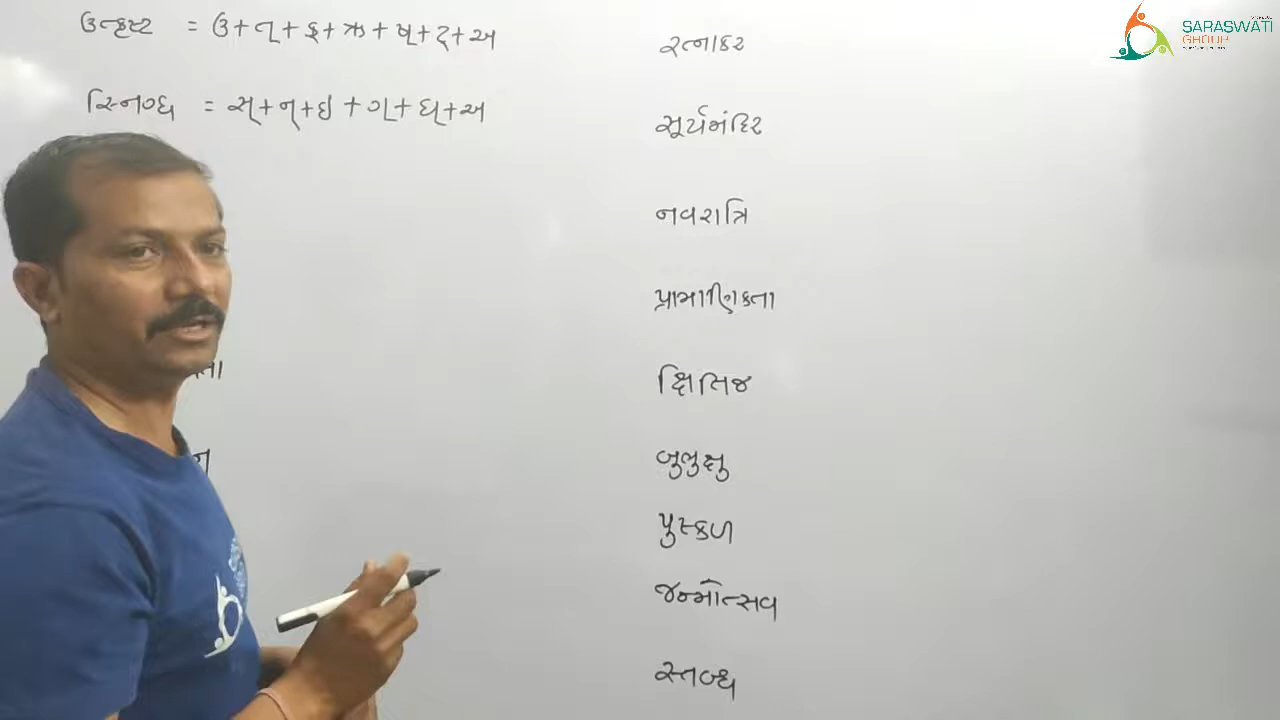 ઉત્કૃષ્ટ = ઉ + ત્ + ક્ + ઋ + ષ્ + ટ્ + અ
સ્નિગ્ધ = સ્ + ન્ + ઇ + ગ્ + ધ્ + અ
રત્નાકર
સૂર્યમંદિર
નવરાત્રિ
પ્રામાણિકતા
ક્ષિતિજ
બુભુક્ષુ
પુસ્કળ
જન્મોત્સવ
સ્તબ્ધ
SARASWATI
GROUP